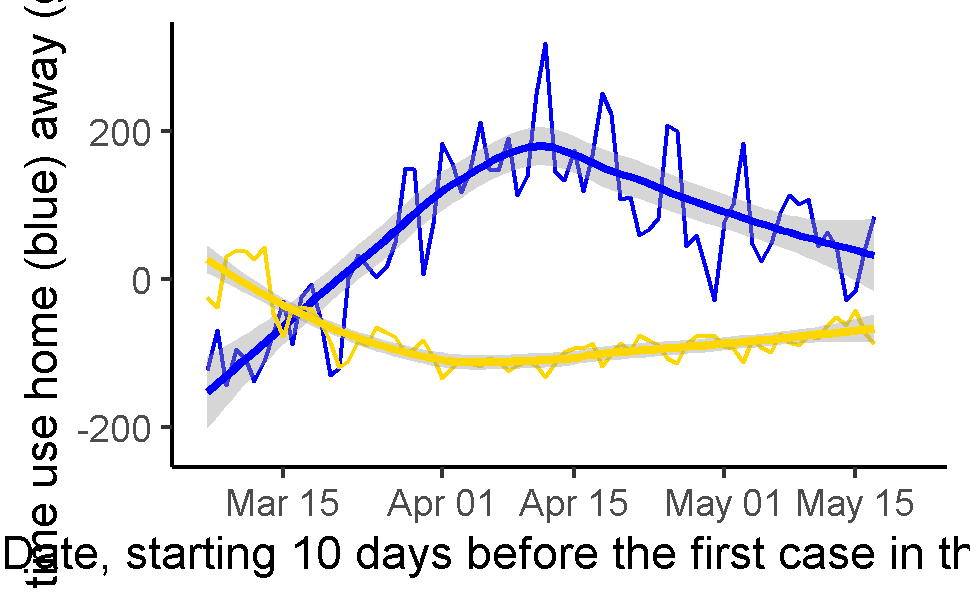 time use home (blue) away (
200
0
-200
Mar 15 Apr 01 Apr 15 May 01 May 15
Date, starting 10 days before the first case in th